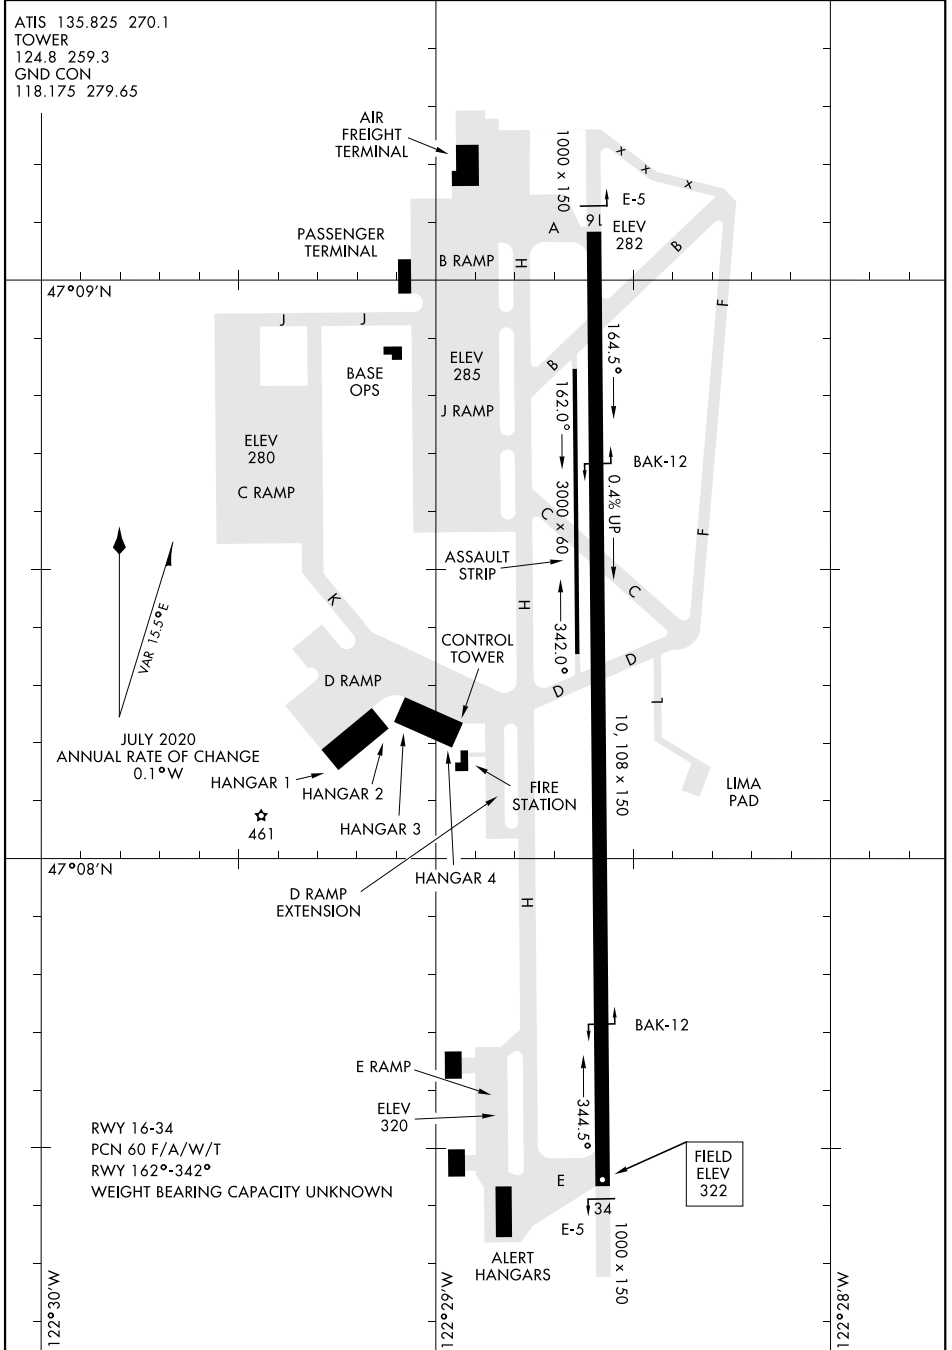 ATIS 135.825 270.1
TOWER
124.8 259.3
GND CON
118.175 279.65
AIR
FREIGHT
TERMINAL
1000 x 150
x
x
x
E-5
16
ELEV
282
A
B
PASSENGER
TERMINAL
B RAMP
H
47°09'N
F
J
J
164.5°
BASE
OPS
ELEV
285
B
162.0°
J RAMP
ELEV
280
C RAMP
BAK-12
0.4% UP
3000 x 60
C
F
ASSAULT
STRIP
VAR 15.5°E
K
H
C
342.0°
CONTROL
TOWER
D
D RAMP
D
L
JULY 2020
ANNUAL RATE OF CHANGE
0.1°W
10, 108 x 150
HANGAR 1
HANGAR 2
FIRE
STATION
LIMA
PAD
461
HANGAR 3
47°08'N
HANGAR 4
D RAMP
EXTENSION
H
BAK-12
E RAMP
ELEV
320
344.5°
RWY 16-34
PCN 60 F/A/W/T
RWY 162°-342°
WEIGHT BEARING CAPACITY UNKNOWN
FIELD
ELEV
322
E
34
E-5
1000 x 150
ALERT
HANGARS
122°30'W
122°29'W
122°28'W